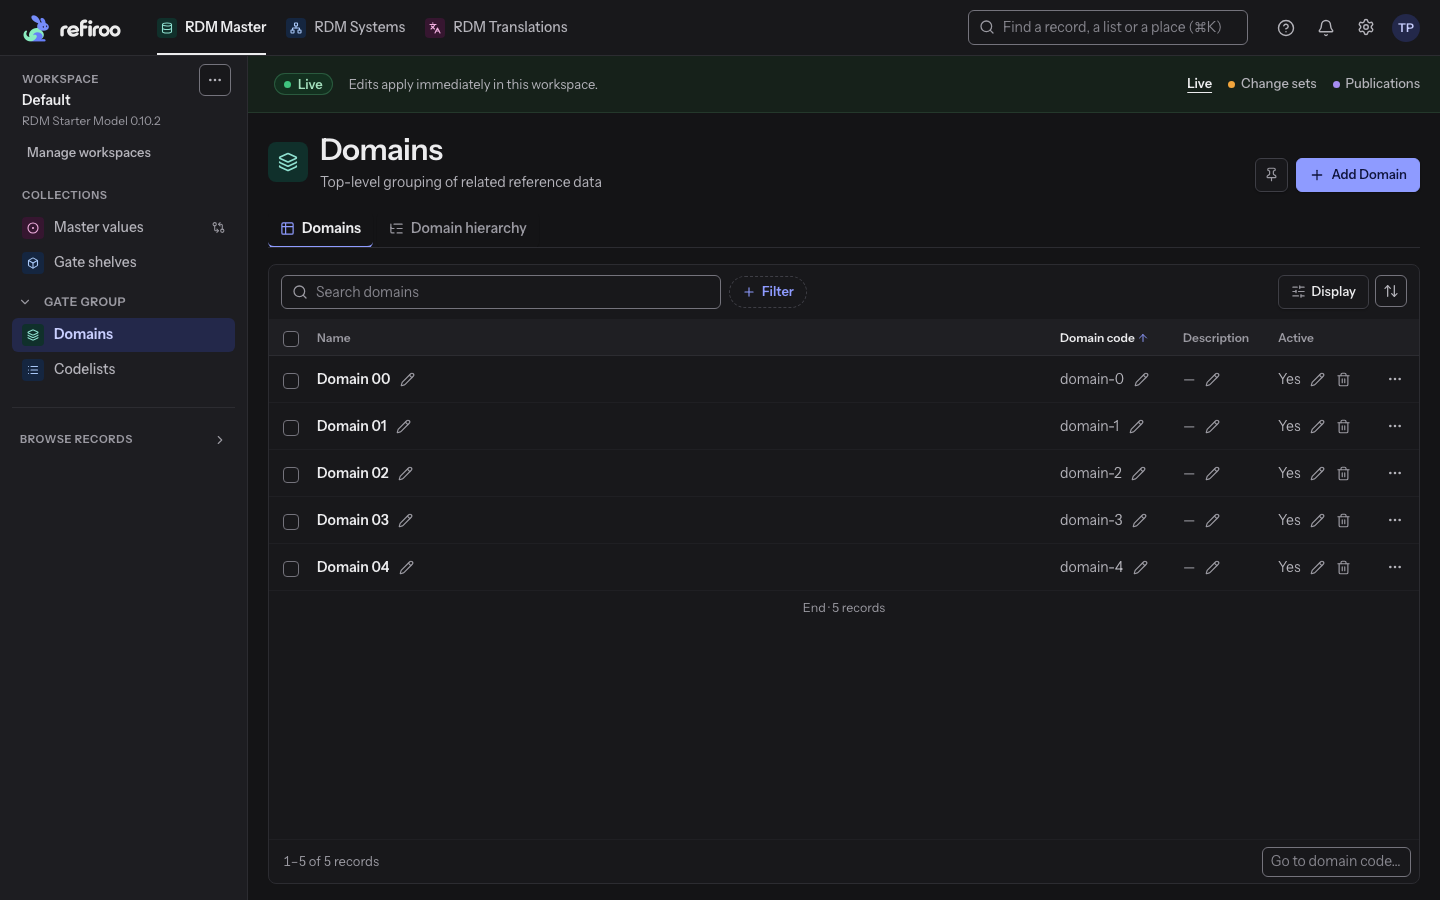 refiroo
RDM Master
RDM Systems
RDM Translations
Find a record, a list or a place (⌘K)
TP
WORKSPACE
Default
RDM Starter Model 0.10.2
Manage workspaces
COLLECTIONS
Master values
Gate shelves
GATE GROUP
Domains
Codelists
BROWSE RECORDS
Live
Edits apply immediately in this workspace.
Live
Change sets
Publications
Domains
Top-level grouping of related reference data
Add Domain
Domains
Domain hierarchy
Search domains
Filter
Display
Name Domain code Description Active
Domain 00 domain-0 — Yes
Domain 01 domain-1 — Yes
Domain 02 domain-2 — Yes
Domain 03 domain-3 — Yes
Domain 04 domain-4 — Yes
End · 5 records
1–5 of 5 records
Go to domain code...